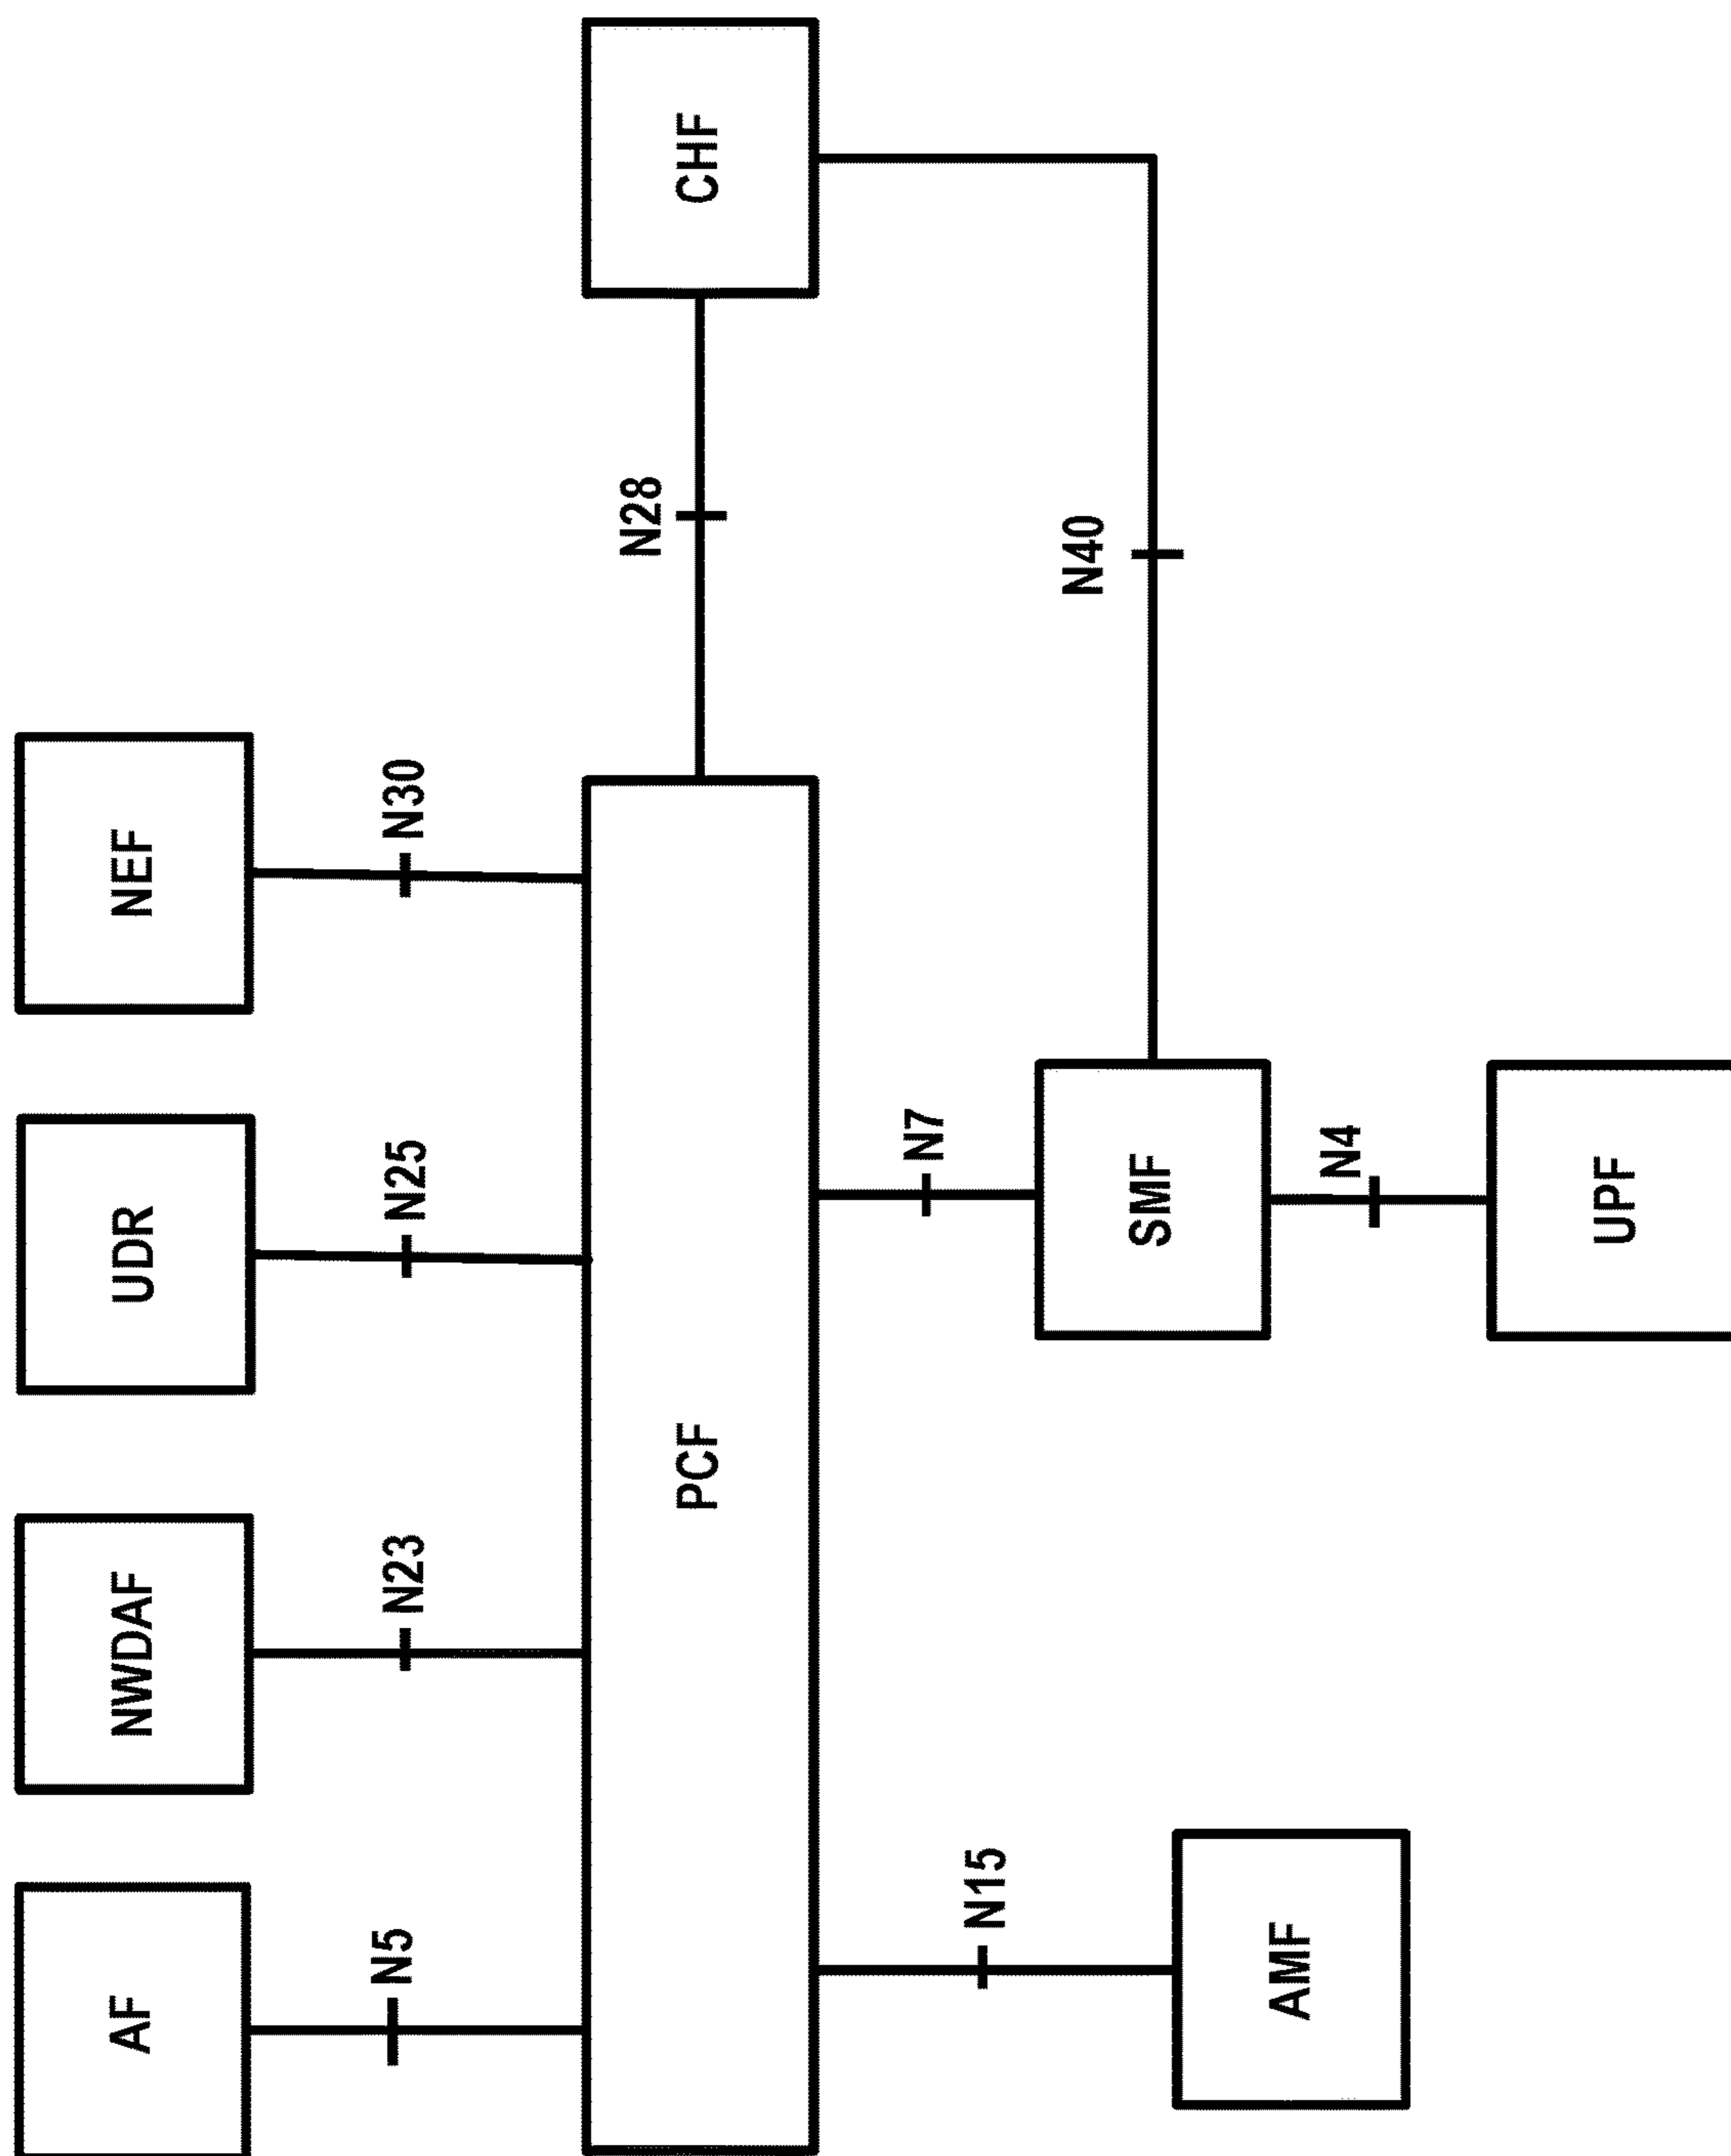 AF
NWDAF
UDR
NEF
N5
N23
N25
N30
PCF
N28
CHF
N15
N7
N40
AMF
SMF
N4
UPF